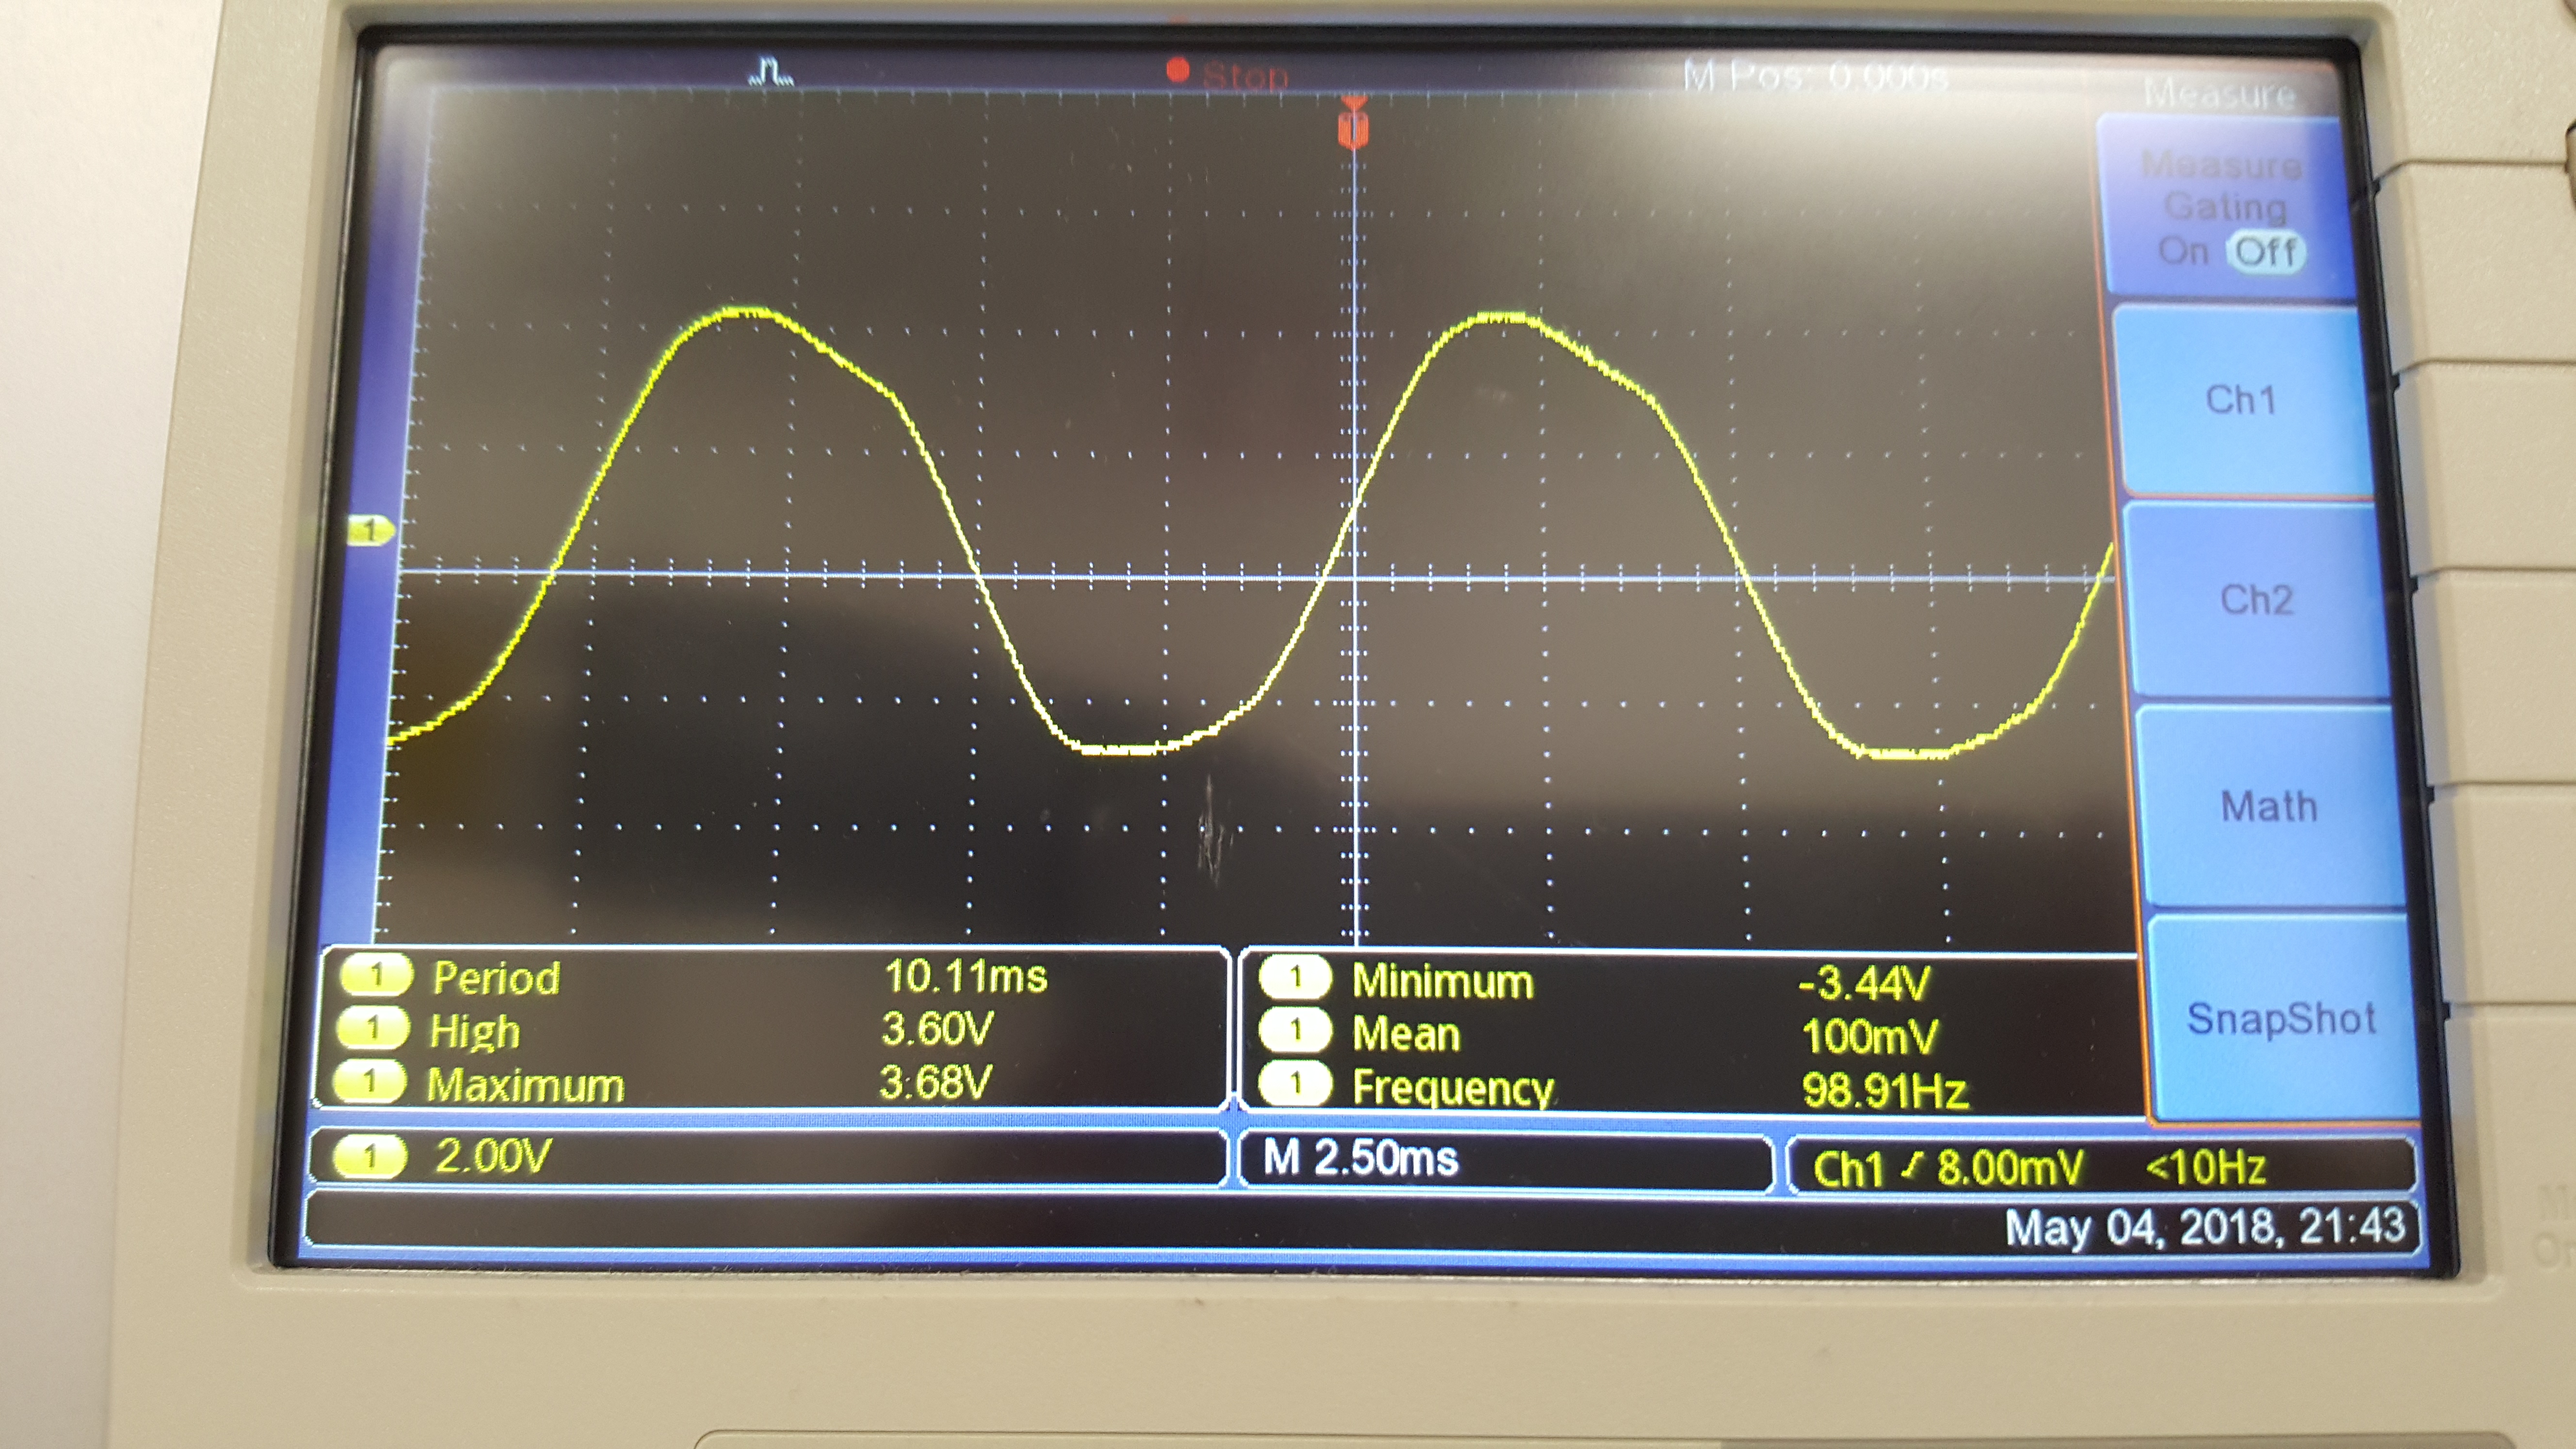 Stop M Pos: 0.000s
Measure
Measure
Gating
On Off
Ch1
1
Ch2
Math
SnapShot
1 Period 10.11ms
1 High 3.60V
1 Maximum 3.68V
1 Minimum -3.44V
1 Mean 100mV
1 Frequency 98.91Hz
1 2.00V
M 2.50ms
Ch1 8.00mV <10Hz
May 04, 2018, 21:43